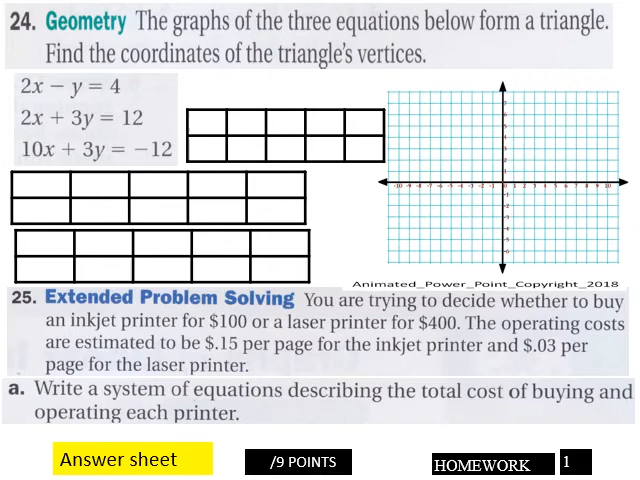 24. Geometry The graphs of the three equations below form a triangle.
Find the coordinates of the triangle's vertices.
2x − y = 4
2x + 3y = 12
10x + 3y = −12
Animated_Power_Point_Copyright_2018
25. Extended Problem Solving You are trying to decide whether to buy
an inkjet printer for $100 or a laser printer for $400. The operating costs
are estimated to be $.15 per page for the inkjet printer and $.03 per
page for the laser printer.
a. Write a system of equations describing the total cost of buying and
operating each printer.
Answer sheet
/9 POINTS
HOMEWORK 1